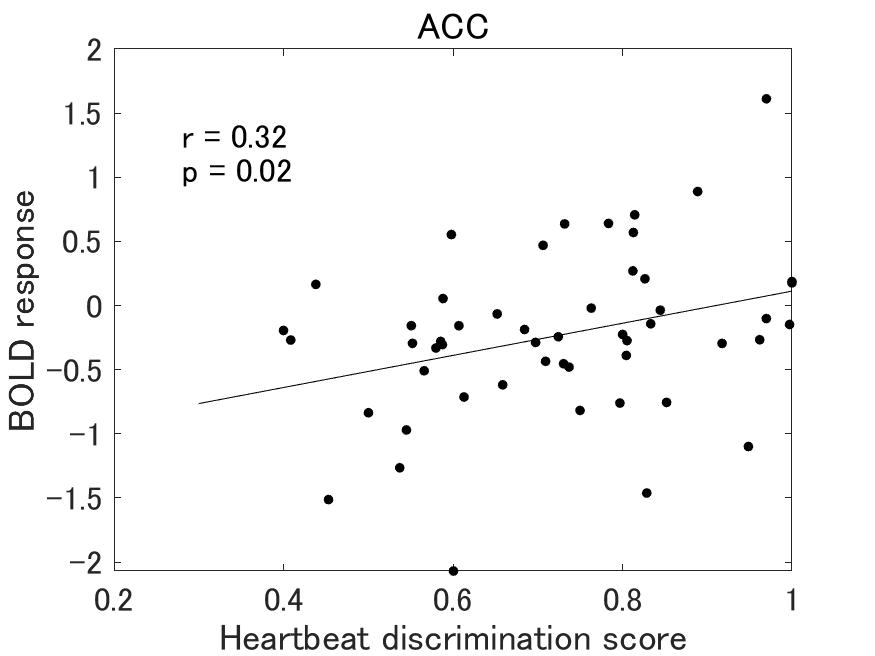 ACC
2
1.5
1
0.5
0
−0.5
−1
−1.5
−2
r = 0.32
p = 0.02
BOLD response
0.2
0.4
0.6
0.8
1
Heartbeat discrimination score